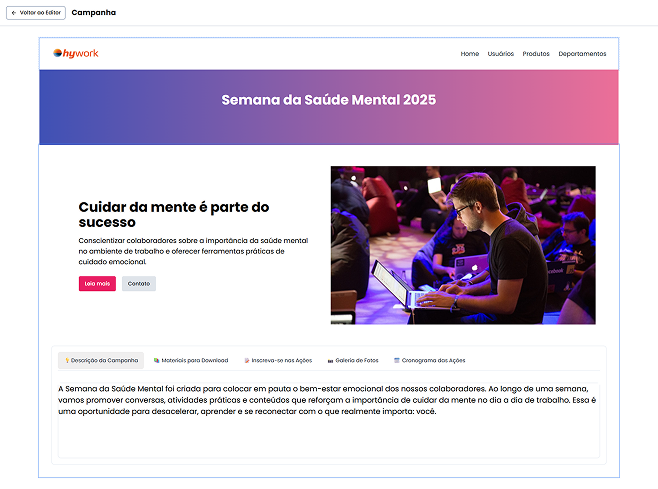 ← Voltar ao Editor Campanha
hywork Home Usuários Produtos Departamentos
Semana da Saúde Mental 2025
Cuidar da mente é parte do
sucesso
Conscientizar colaboradores sobre a importância da saúde mental
no ambiente de trabalho e oferecer ferramentas práticas de
cuidado emocional.
Leia mais Contato
Descrição da Campanha Materiais para Download Inscreva-se nas Ações Galeria de Fotos Cronograma das Ações
A Semana da Saúde Mental foi criada para colocar em pauta o bem-estar emocional dos nossos colaboradores. Ao longo de uma semana,
vamos promover conversas, atividades práticas e conteúdos que reforçam a importância de cuidar da mente no dia a dia de trabalho. Essa é
uma oportunidade para desacelerar, aprender e se reconectar com o que realmente importa: você.